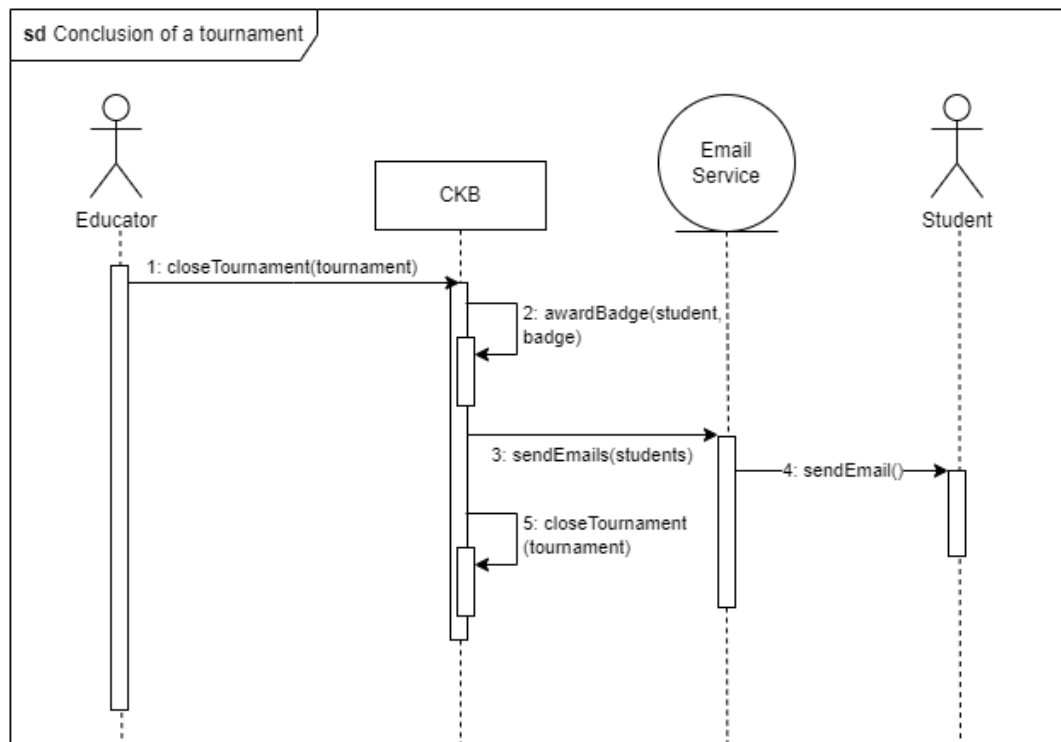 sd Conclusion of a tournament
Educator
CKB
Email
Service
Student
1: closeTournament(tournament)
2: awardBadge(student,
badge)
3: sendEmails(students)
4: sendEmail()
5: closeTournament
(tournament)